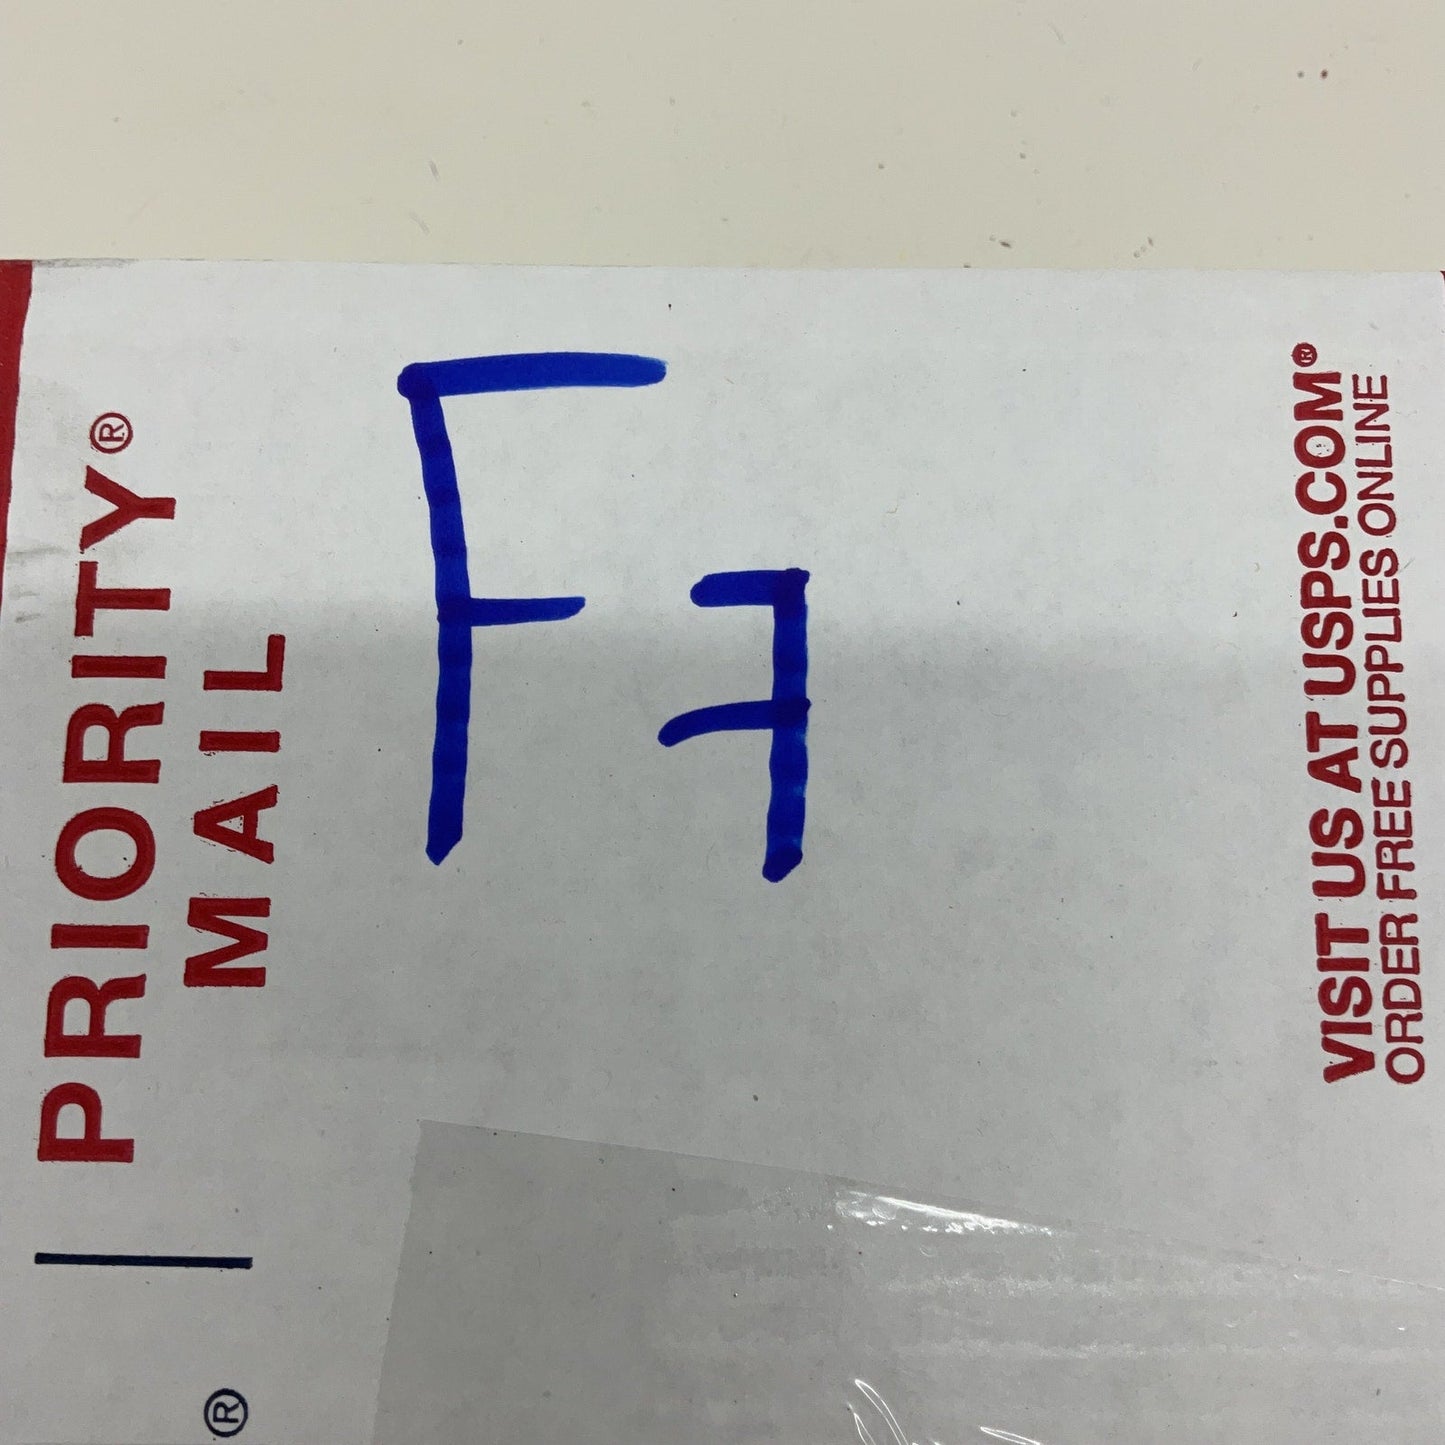 PRIORITY®
MAIL
®
F7
VISIT US AT USPS.COM®
ORDER FREE SUPPLIES ONLINE